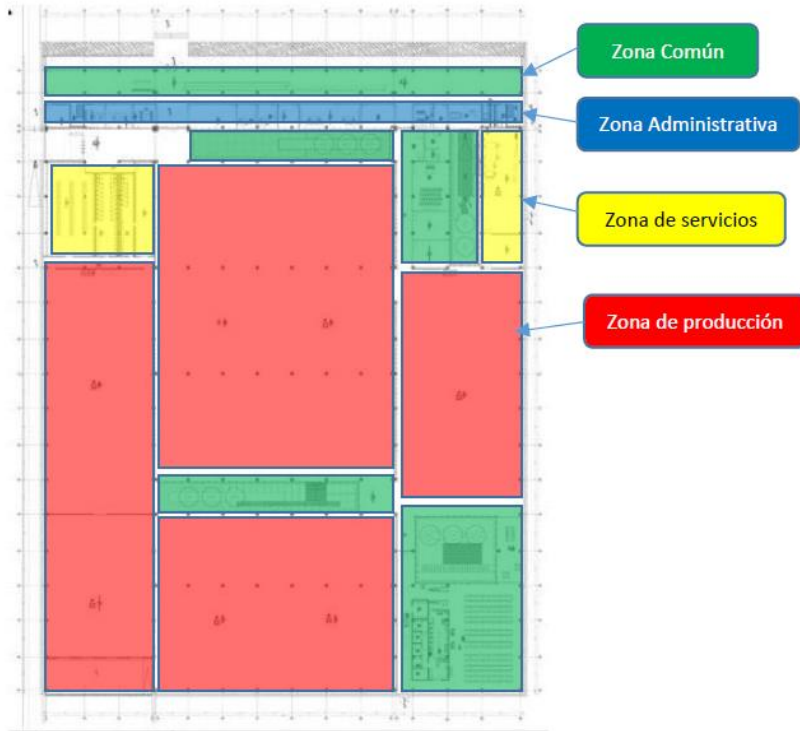 Zona Común
Zona Administrativa
Zona de servicios
Zona de producción